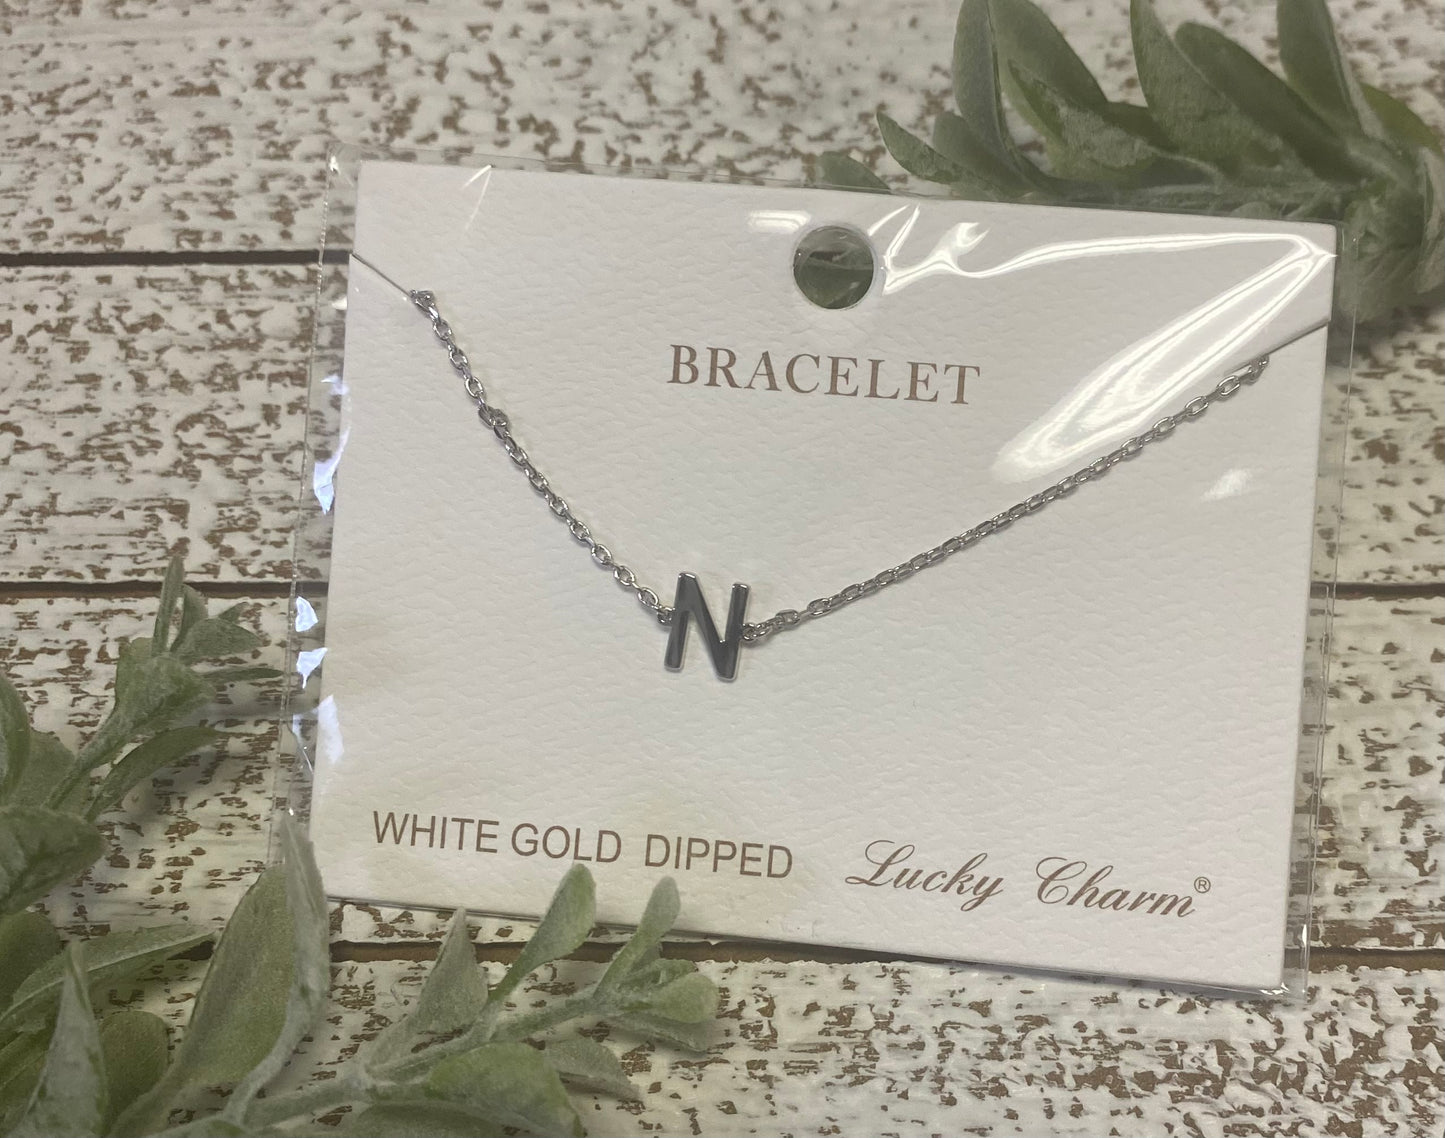 BRACELET
N
WHITE GOLD DIPPED
Lucky Charm®